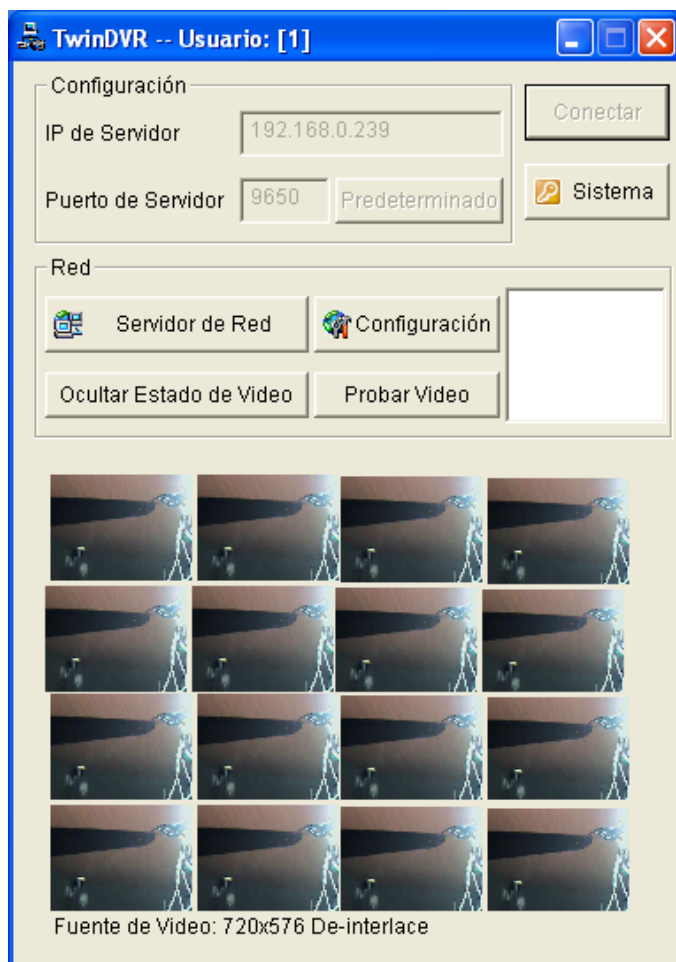 TwinDVR -- Usuario: [1]
Configuración
IP de Servidor
192.168.0.239
Conectar
Puerto de Servidor
9650
Predeterminado
Sistema
Red
Servidor de Red
Configuración
Ocultar Estado de Video
Probar Video
Fuente de Video: 720x576 De-interlace